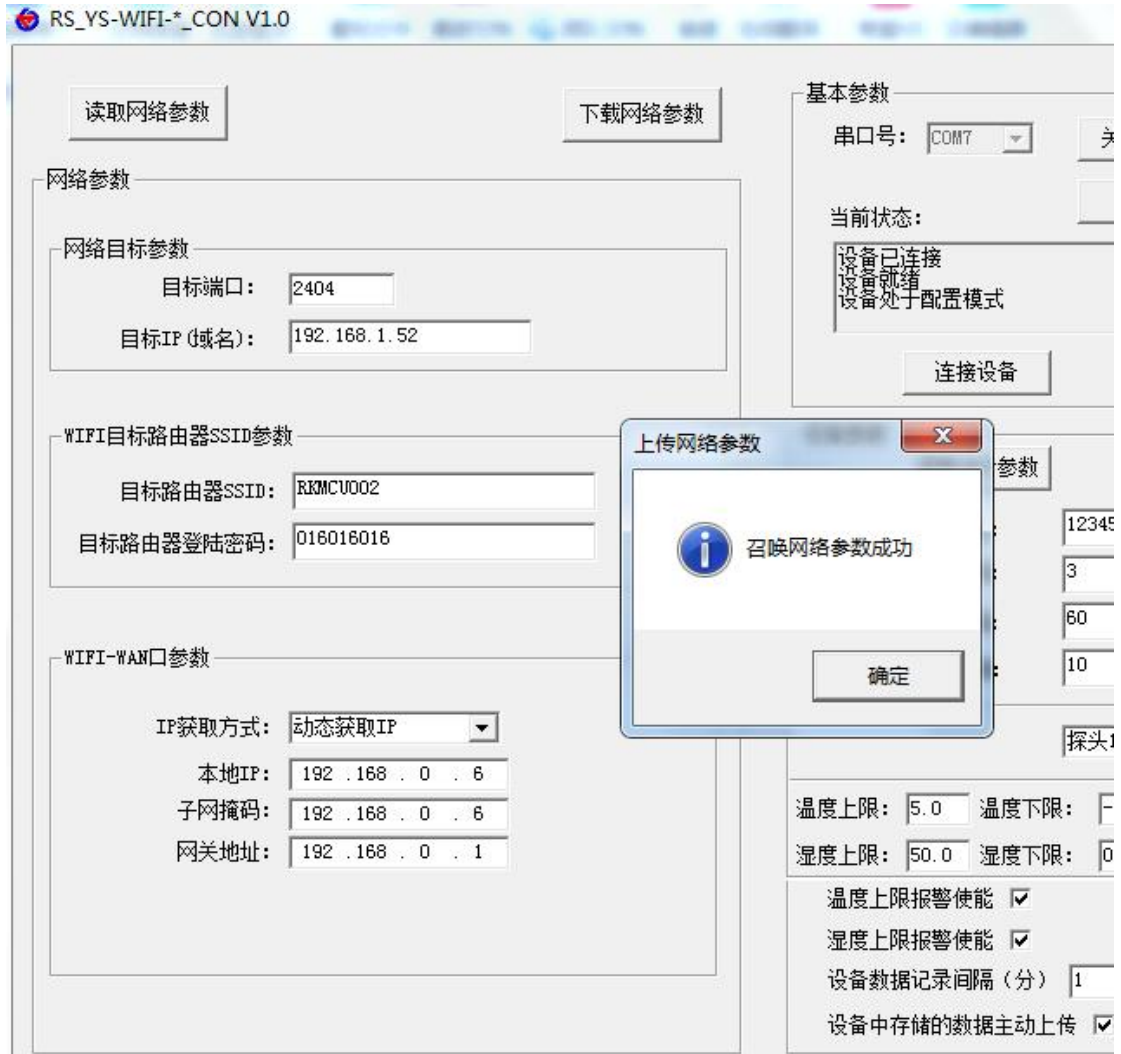 RS_YS-WIFI-*_CON V1.0
读取网络参数
下载网络参数
网络参数
网络目标参数
目标端口: 2404
目标IP(域名): 192.168.1.52
WIFI目标路由器SSID参数
目标路由器SSID: RKMCU002
目标路由器登陆密码: 016016016
WIFI-WAN口参数
IP获取方式: 动态获取IP
本地IP: 192 .168 . 0 . 6
子网掩码: 192 .168 . 0 . 6
网关地址: 192 .168 . 0 . 1
基本参数
串口号: COM7
当前状态:
设备已连接
设备就绪
设备处于配置模式
连接设备
上传网络参数
召唤网络参数成功
确定
参数
12345
3
60
10
探头1
温度上限: 5.0 温度下限: -
湿度上限: 50.0 湿度下限: 0
温度上限报警使能
湿度上限报警使能
设备数据记录间隔（分） 1
设备中存储的数据主动上传